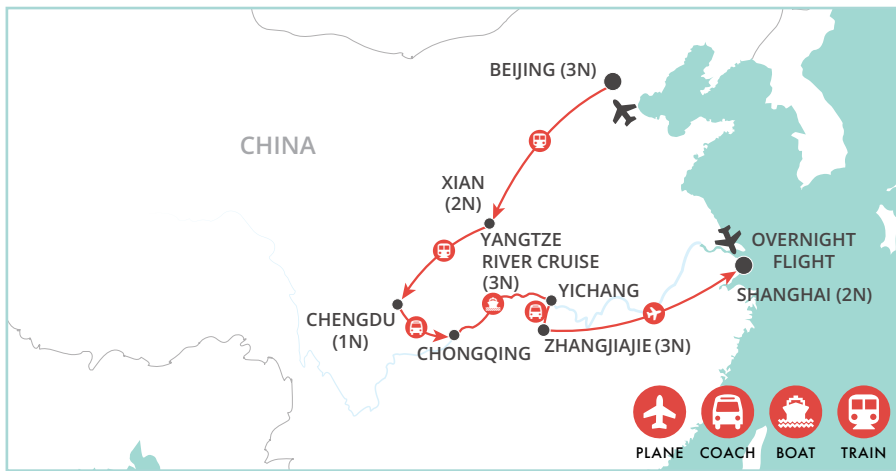 BEIJING (3N)
CHINA
XIAN
(2N)
YANGTZE
RIVER CRUISE
(3N)
OVERNIGHT
FLIGHT
YICHANG
SHANGHAI (2N)
CHENGDU
(1N)
CHONGQING
ZHANGJIAJIE (3N)
PLANE
COACH
BOAT
TRAIN